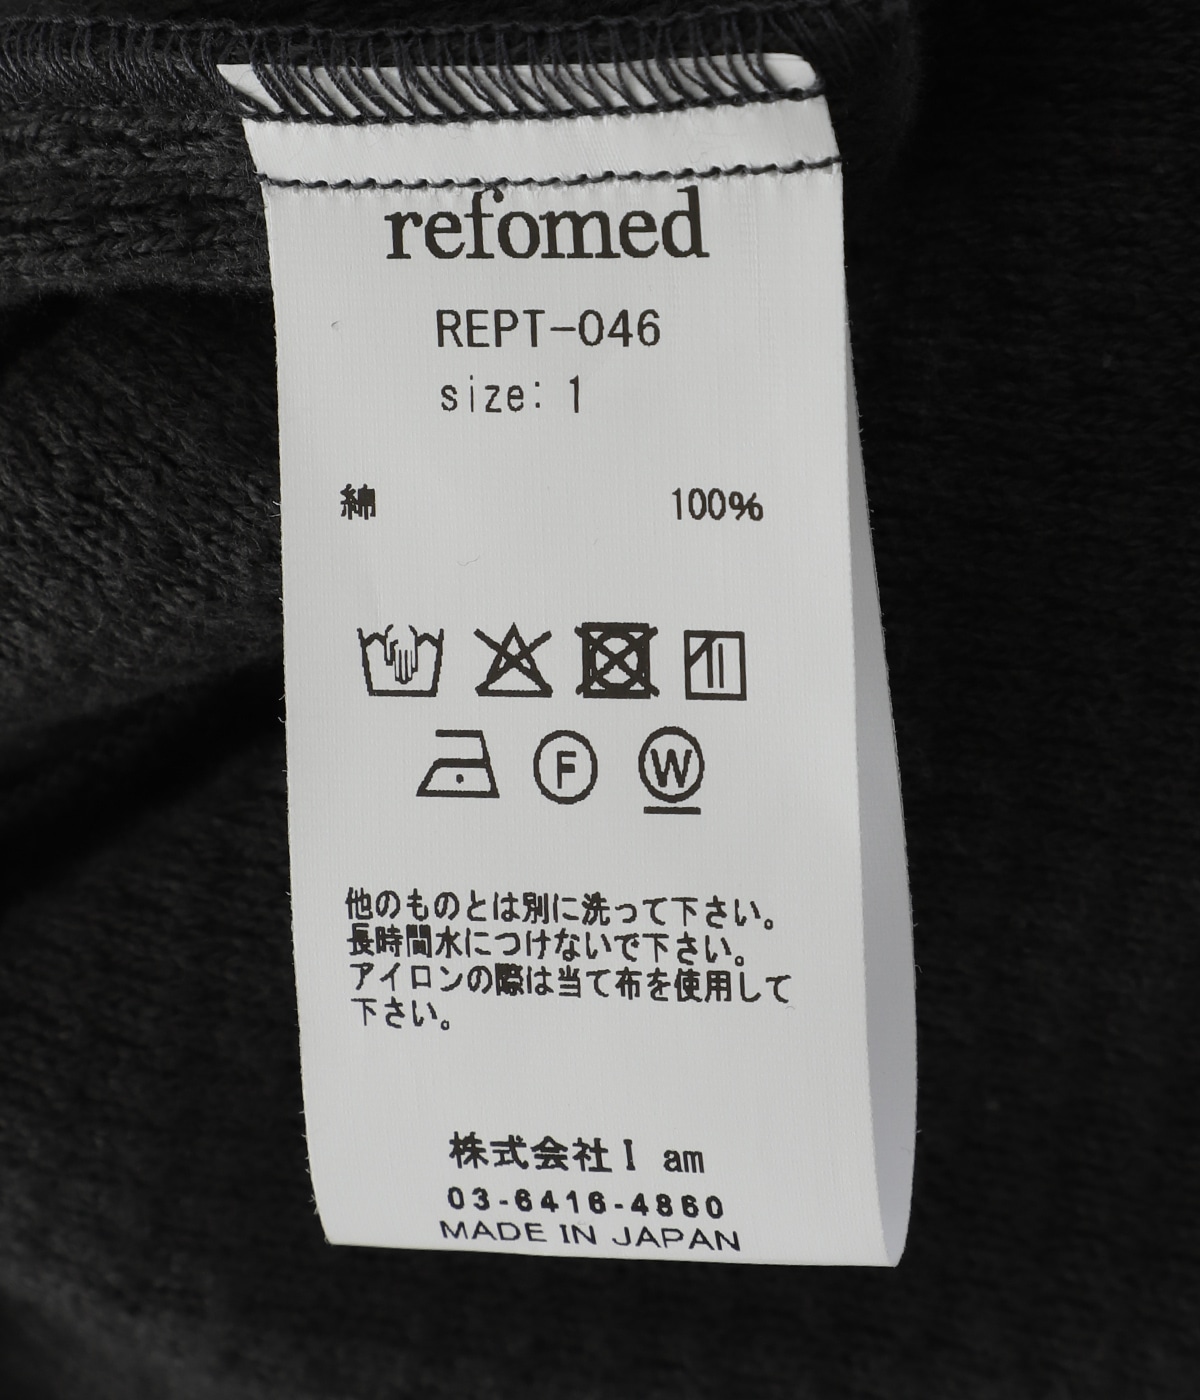 refomed
REPT-046
size: 1
綿 100%
F W
他のものとは別に洗って下さい。
長時間水につけないで下さい。
アイロンの際は当て布を使用して
下さい。
株式会社I am
03-6416-4860
MADE IN JAPAN